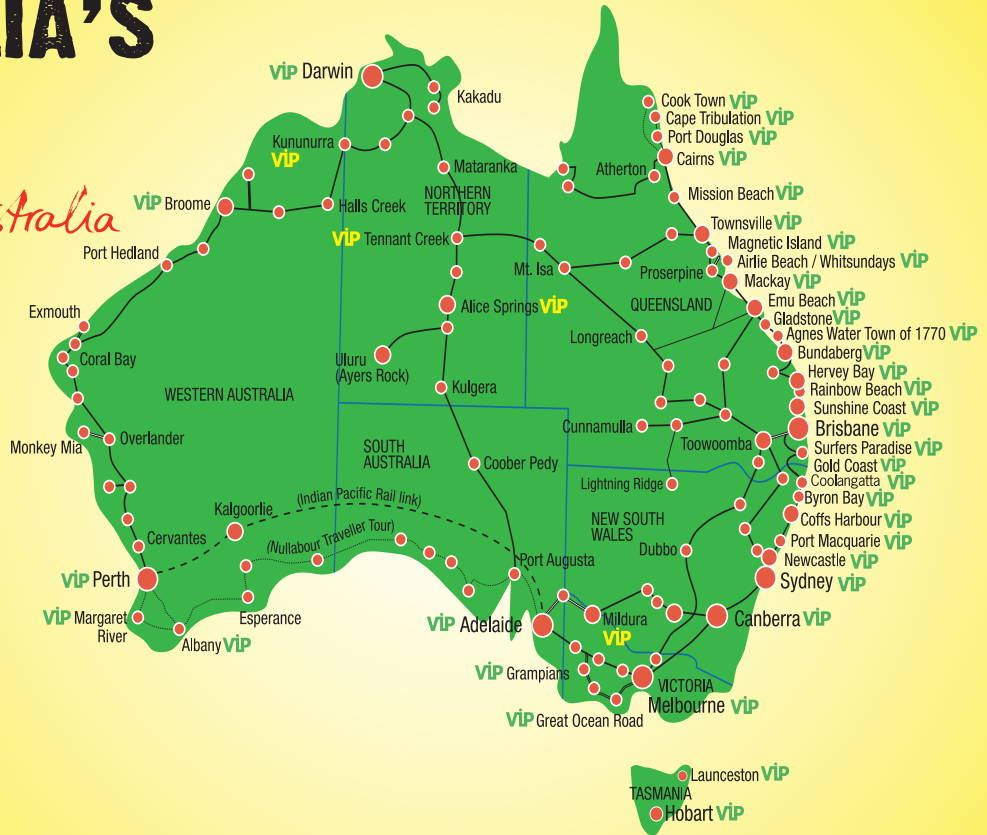 LIA'S
stralia
ViP Darwin
Kakadu
Kununurra
ViP
Mataranka
NORTHERN
TERRITORY
ViP Broome
Halls Creek
ViP Tennant Creek
Port Hedland
Mt. Isa
Exmouth
Coral Bay
Alice Springs ViP
Uluru
(Ayers Rock)
Kulgera
WESTERN AUSTRALIA
Monkey Mia
Overlander
SOUTH
AUSTRALIA
Coober Pedy
(Indian Pacific Rail link)
Kalgoorlie
(Nullabour Traveller Tour)
Cervantes
ViP Perth
ViP Margaret
River
Albany ViP
Esperance
Port Augusta
ViP Adelaide
Cook Town ViP
Cape Tribulation ViP
Port Douglas ViP
Atherton
Cairns ViP
Mission Beach ViP
Townsville ViP
Magnetic Island ViP
Airlie Beach / Whitsundays ViP
Proserpine
Mackay ViP
QUEENSLAND
Emu Beach ViP
Gladstone ViP
Longreach
Agnes Water Town of 1770 ViP
Bundaberg ViP
Hervey Bay ViP
Rainbow Beach ViP
Sunshine Coast ViP
Cunnamulla
Toowoomba
Brisbane ViP
Surfers Paradise ViP
Gold Coast ViP
Lightning Ridge
Coolangatta ViP
Byron Bay ViP
NEW SOUTH
WALES
Coffs Harbour ViP
Dubbo
Port Macquarie ViP
Newcastle ViP
Sydney ViP
Mildura
ViP
Canberra ViP
ViP Grampians
VICTORIA
Melbourne ViP
ViP Great Ocean Road
Launceston ViP
TASMANIA
Hobart ViP